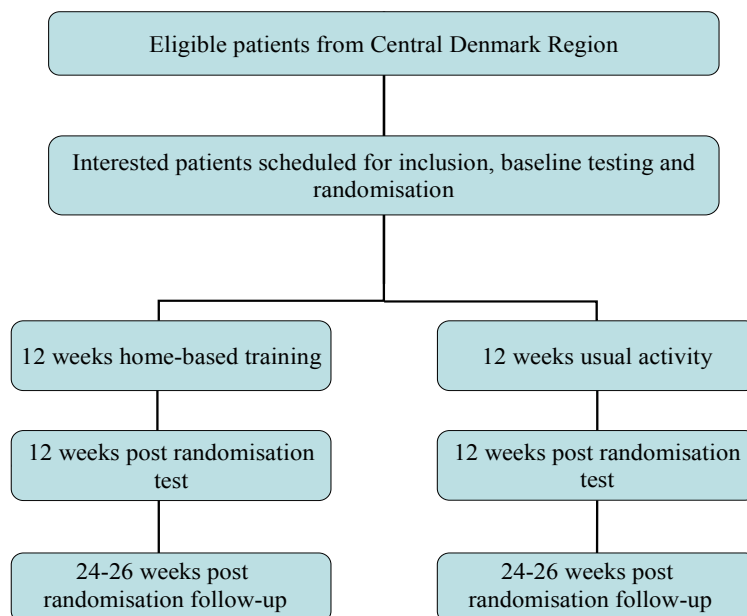 Eligible patients from Central Denmark Region
Interested patients scheduled for inclusion, baseline testing and
randomisation
12 weeks home-based training
12 weeks usual activity
12 weeks post randomisation
test
12 weeks post randomisation
test
24-26 weeks post
randomisation follow-up
24-26 weeks post
randomisation follow-up